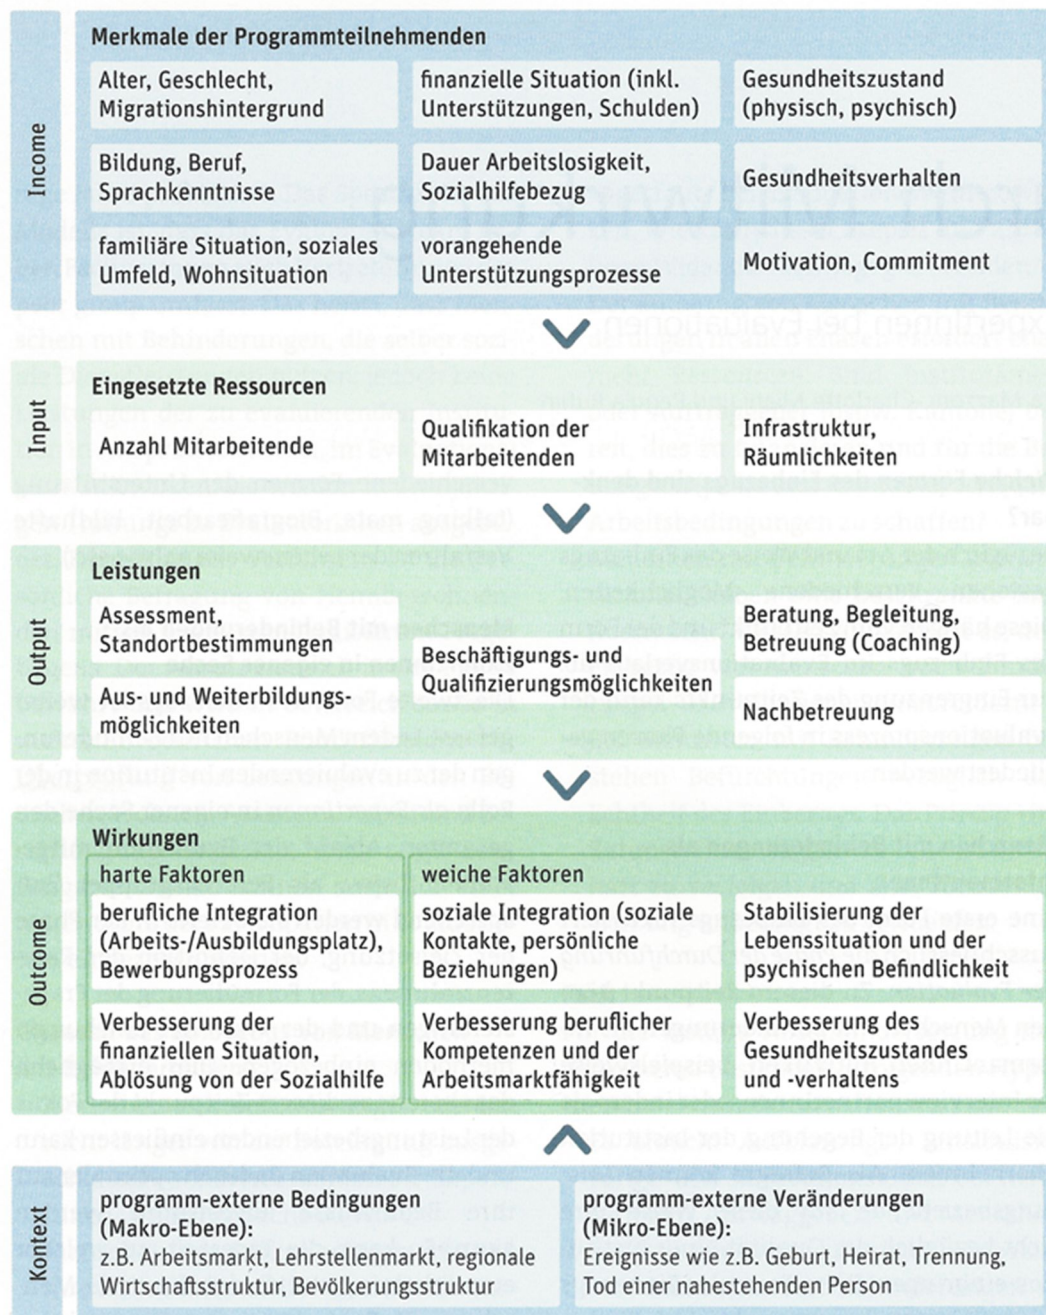 Income
Merkmale der Programmteilnehmenden
Alter, Geschlecht,
Migrationshintergrund
finanzielle Situation (inkl.
Unterstützungen, Schulden)
Gesundheitszustand
(physisch, psychisch)
Bildung, Beruf,
Sprachkenntnisse
Dauer Arbeitslosigkeit,
Sozialhilfebezug
Gesundheitsverhalten
familiäre Situation, soziales
Umfeld, Wohnsituation
vorangehende
Unterstützungsprozesse
Motivation, Commitment
Input
Eingesetzte Ressourcen
Anzahl Mitarbeitende
Qualifikation der
Mitarbeitenden
Infrastruktur,
Räumlichkeiten
Output
Leistungen
Assessment,
Standortbestimmungen
Beschäftigungs- und
Qualifizierungsmöglichkeiten
Beratung, Begleitung,
Betreuung (Coaching)
Aus- und Weiterbildungs-
möglichkeiten
Nachbetreuung
Outcome
Wirkungen
harte Faktoren
weiche Faktoren
berufliche Integration
(Arbeits-/Ausbildungsplatz),
Bewerbungsprozess
soziale Integration (soziale
Kontakte, persönliche
Beziehungen)
Stabilisierung der
Lebenssituation und der
psychischen Befindlichkeit
Verbesserung der
finanziellen Situation,
Ablösung von der Sozialhilfe
Verbesserung beruflicher
Kompetenzen und der
Arbeitsmarktfähigkeit
Verbesserung des
Gesundheitszustandes
und -verhaltens
Kontext
programm-externe Bedingungen
(Makro-Ebene):
z.B. Arbeitsmarkt, Lehrstellenmarkt, regionale
Wirtschaftsstruktur, Bevölkerungsstruktur
programm-externe Veränderungen
(Mikro-Ebene):
Ereignisse wie z.B. Geburt, Heirat, Trennung,
Tod einer nahestehenden Person